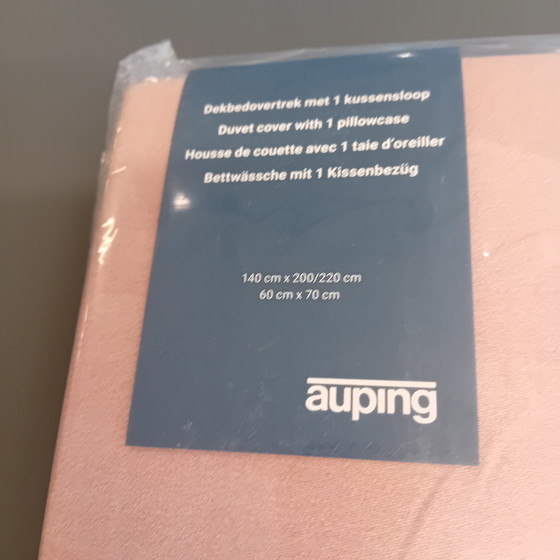 Dekbedovertrek met 1 kussensloop
Duvet cover with 1 pillowcase
Housse de couette avec 1 taie d'oreiller
Bettwässche mit 1 Kissenbezüg
140 cm x 200/220 cm
60 cm x 70 cm
auping